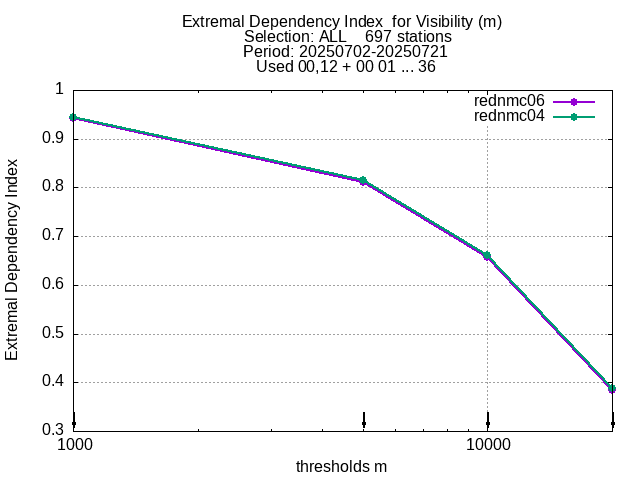 Extremal Dependency Index  for Visibility (m)
Selection: ALL    697 stations
Period: 20250702-20250721
Used 00,12 + 00 01 ... 36
rednmc06
rednmc04
1
0.9
0.8
0.7
0.6
0.5
0.4
0.3
Extremal Dependency Index
1000
10000
thresholds m